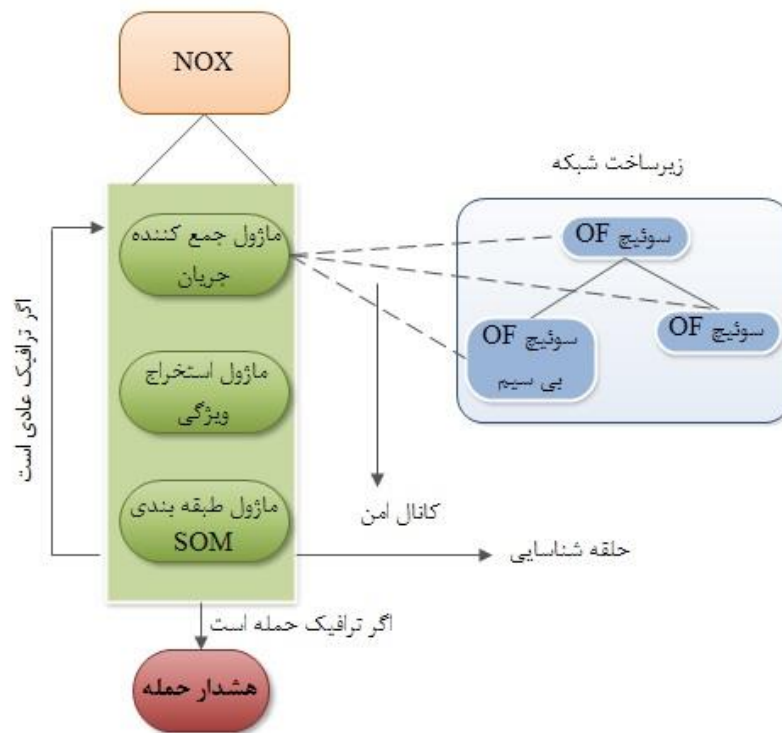 NOX
زیرساخت شبکه
ماژول جمع کننده
جریان
سوئیچ OF
سوئیچ OF
بی سیم
سوئیچ OF
ماژول استخراج
ویژگی
ماژول طبقه بندی
SOM
اگر ترافیک عادی است
کانال امن
حلقه شناسایی
اگر ترافیک حمله است
هشدار حمله